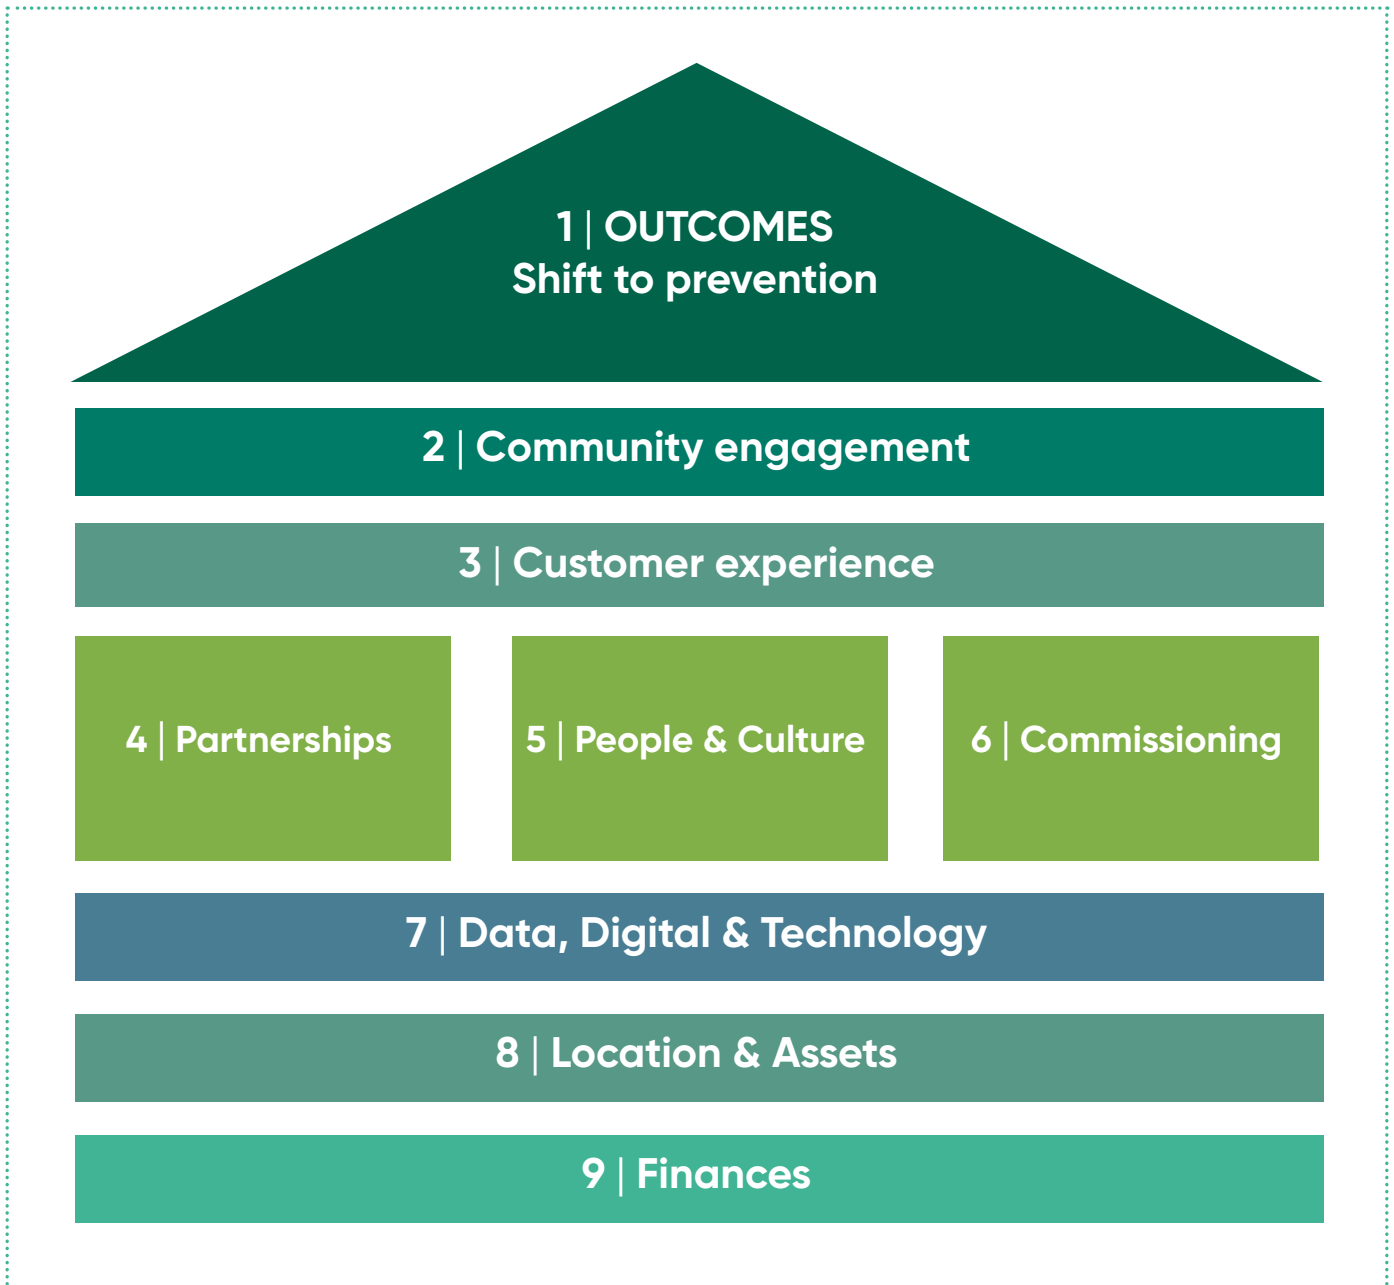 1 | OUTCOMES
Shift to prevention
2 | Community engagement
3 | Customer experience
4 | Partnerships
5 | People & Culture
6 | Commissioning
7 | Data, Digital & Technology
8 | Location & Assets
9 | Finances